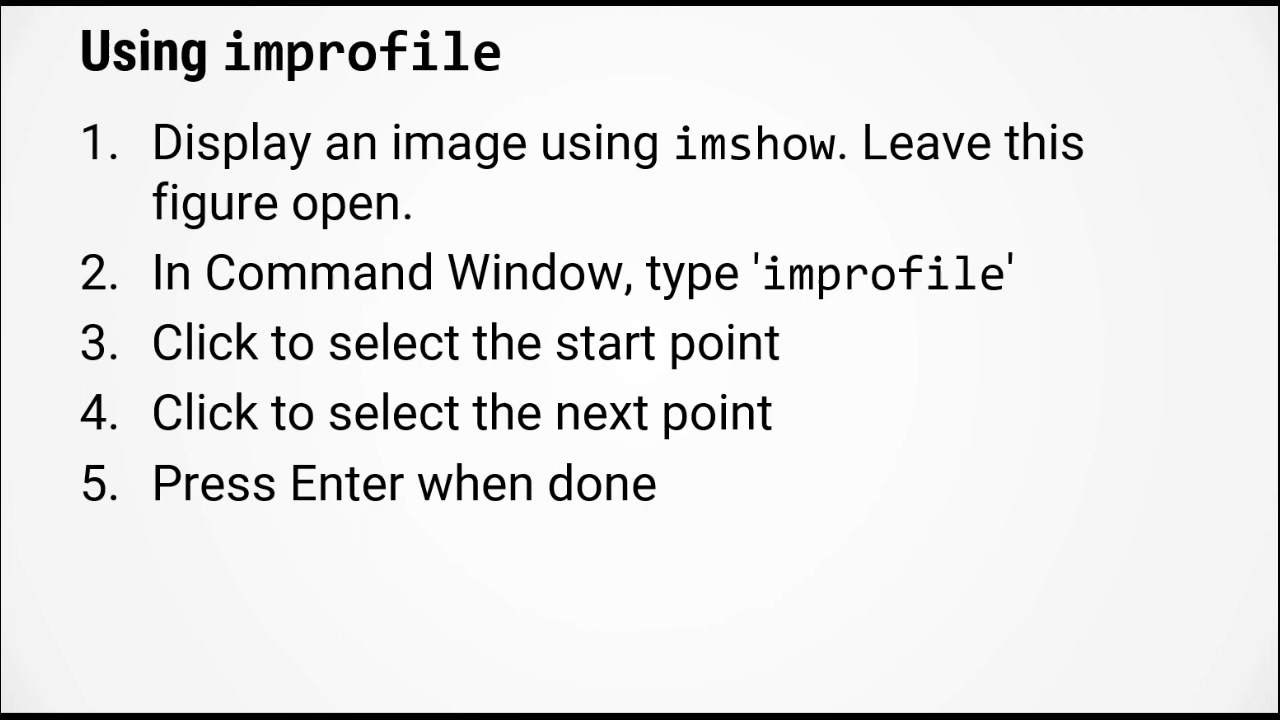 Using improfile
1. Display an image using imshow. Leave this
figure open.
2. In Command Window, type 'improfile'
3. Click to select the start point
4. Click to select the next point
5. Press Enter when done